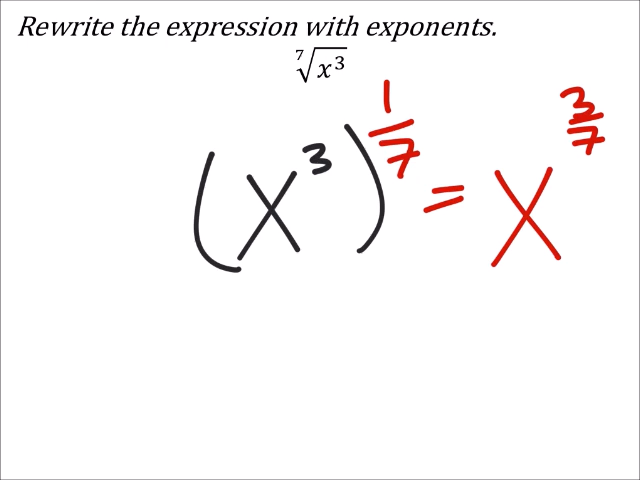 Rewrite the expression with exponents.
⁷√x³
(x³)^(1/7) = x^(3/7)